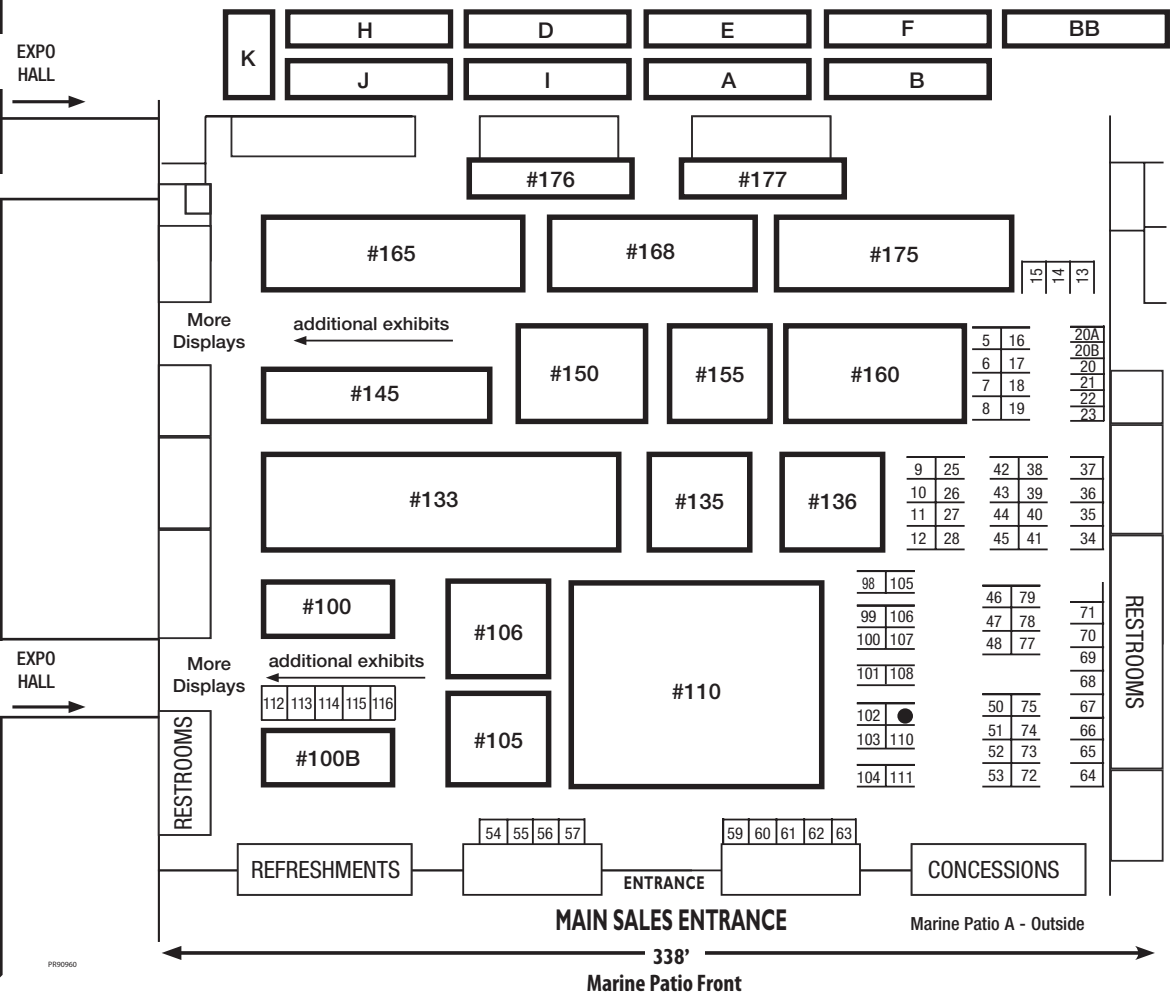 H D E F BB
EXPO
HALL
K
J I A B
#176 #177
#165 #168 #175
15 14 13
More
Displays
additional exhibits
#150 #155 #160
5 16
6 17
7 18
8 19
20A
20B
20
21
22
23
#145
#133 #135 #136
9 25 42 38 37
10 26 43 39 36
11 27 44 40 35
12 28 45 41 34
98 105
99 106
100 107
101 108
102
103 110
104 111
46 79
47 78
48 77
50 75
51 74
52 73
53 72
71
70
69
68
67
66
65
64
RESTROOMS
#100
#106
#110
EXPO
HALL
More
Displays
additional exhibits
112 113 114 115 116
#105
#100B
RESTROOMS
54 55 56 57
59 60 61 62 63
REFRESHMENTS
ENTRANCE
CONCESSIONS
MAIN SALES ENTRANCE
Marine Patio A - Outside
338’
PR90960
Marine Patio Front